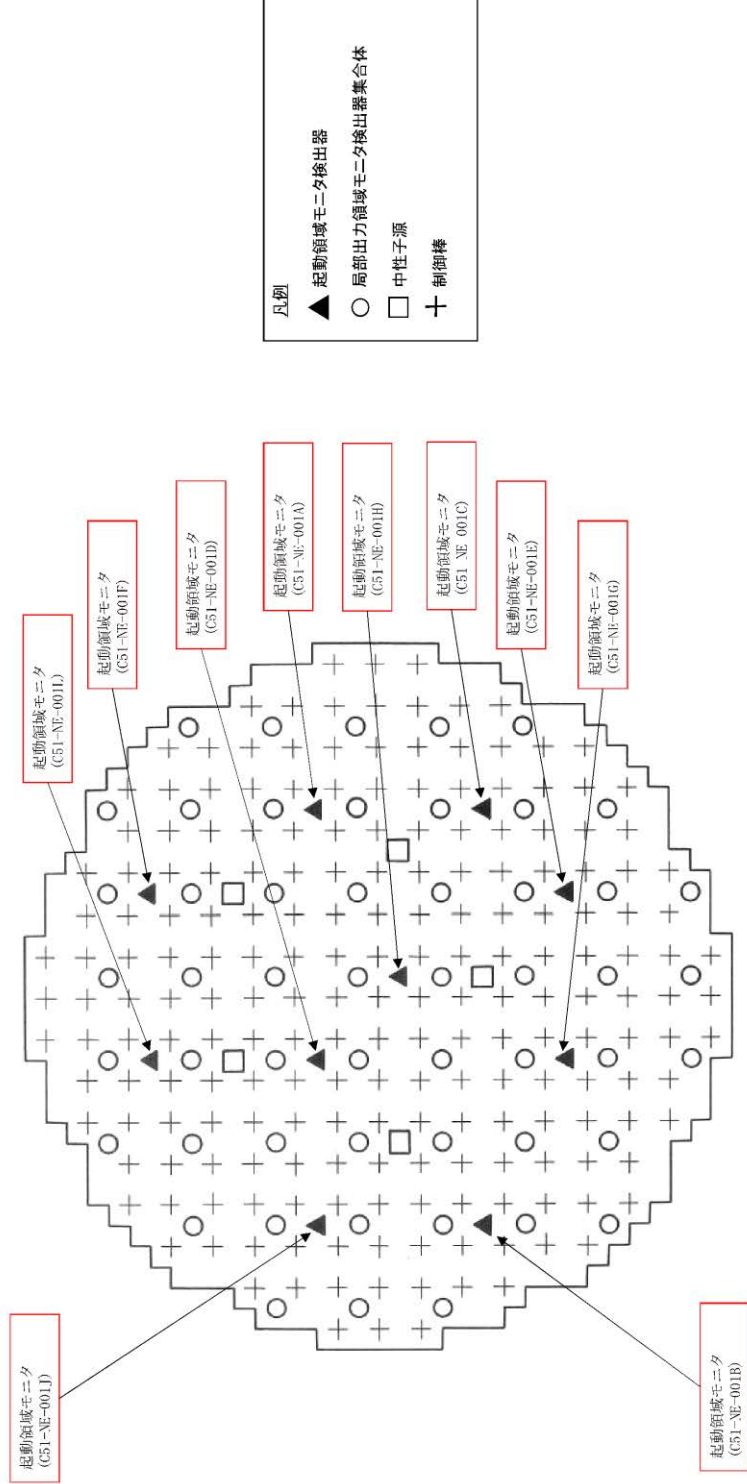 起動領域モニタ
(C51-NE-001J)
起動領域モニタ
(C51-NE-001L)
起動領域モニタ
(C51-NE-001F)
起動領域モニタ
(C51-NE-001D)
起動領域モニタ
(C51-NE-001A)
起動領域モニタ
(C51-NE-001H)
起動領域モニタ
(C51 NE 001C)
起動領域モニタ
(C51-NE-001E)
起動領域モニタ
(C51-NE-001G)
起動領域モニタ
(C51-NE-001B)
凡例
起動領域モニタ検出器
局部出力領域モニタ検出器集合体
中性子源
制御棒